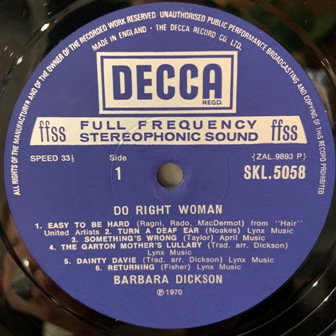 ALL RIGHTS OF THE MANUFACTURER AND OF THE OWNER OF THE RECORDED WORK RESERVED · UNAUTHORISED PUBLIC PERFORMANCE BROADCASTING AND COPYING OF THIS RECORD PROHIBITED
MADE IN ENGLAND · THE DECCA RECORD CO. LTD.
DECCA
REGD.
ffss FULL FREQUENCY ffss
STEREOPHONIC SOUND
SPEED 33⅓ Side (ZAL.9893 P)
1 SKL.5058
DO RIGHT WOMAN
1. EASY TO BE HARD (Ragni, Rado, MacDermot) from "Hair"
United Artists 2. TURN A DEAF EAR (Noakes) Lynx Music
3. SOMETHING'S WRONG (Taylor) April Music
4. THE GARTON MOTHER'S LULLABY (Trad. arr. Dickson)
Lynx Music
5. DAINTY DAVIE (Trad. arr. Dickson) Lynx Music
6. RETURNING (Fisher) Lynx Music
BARBARA DICKSON
℗ 1970